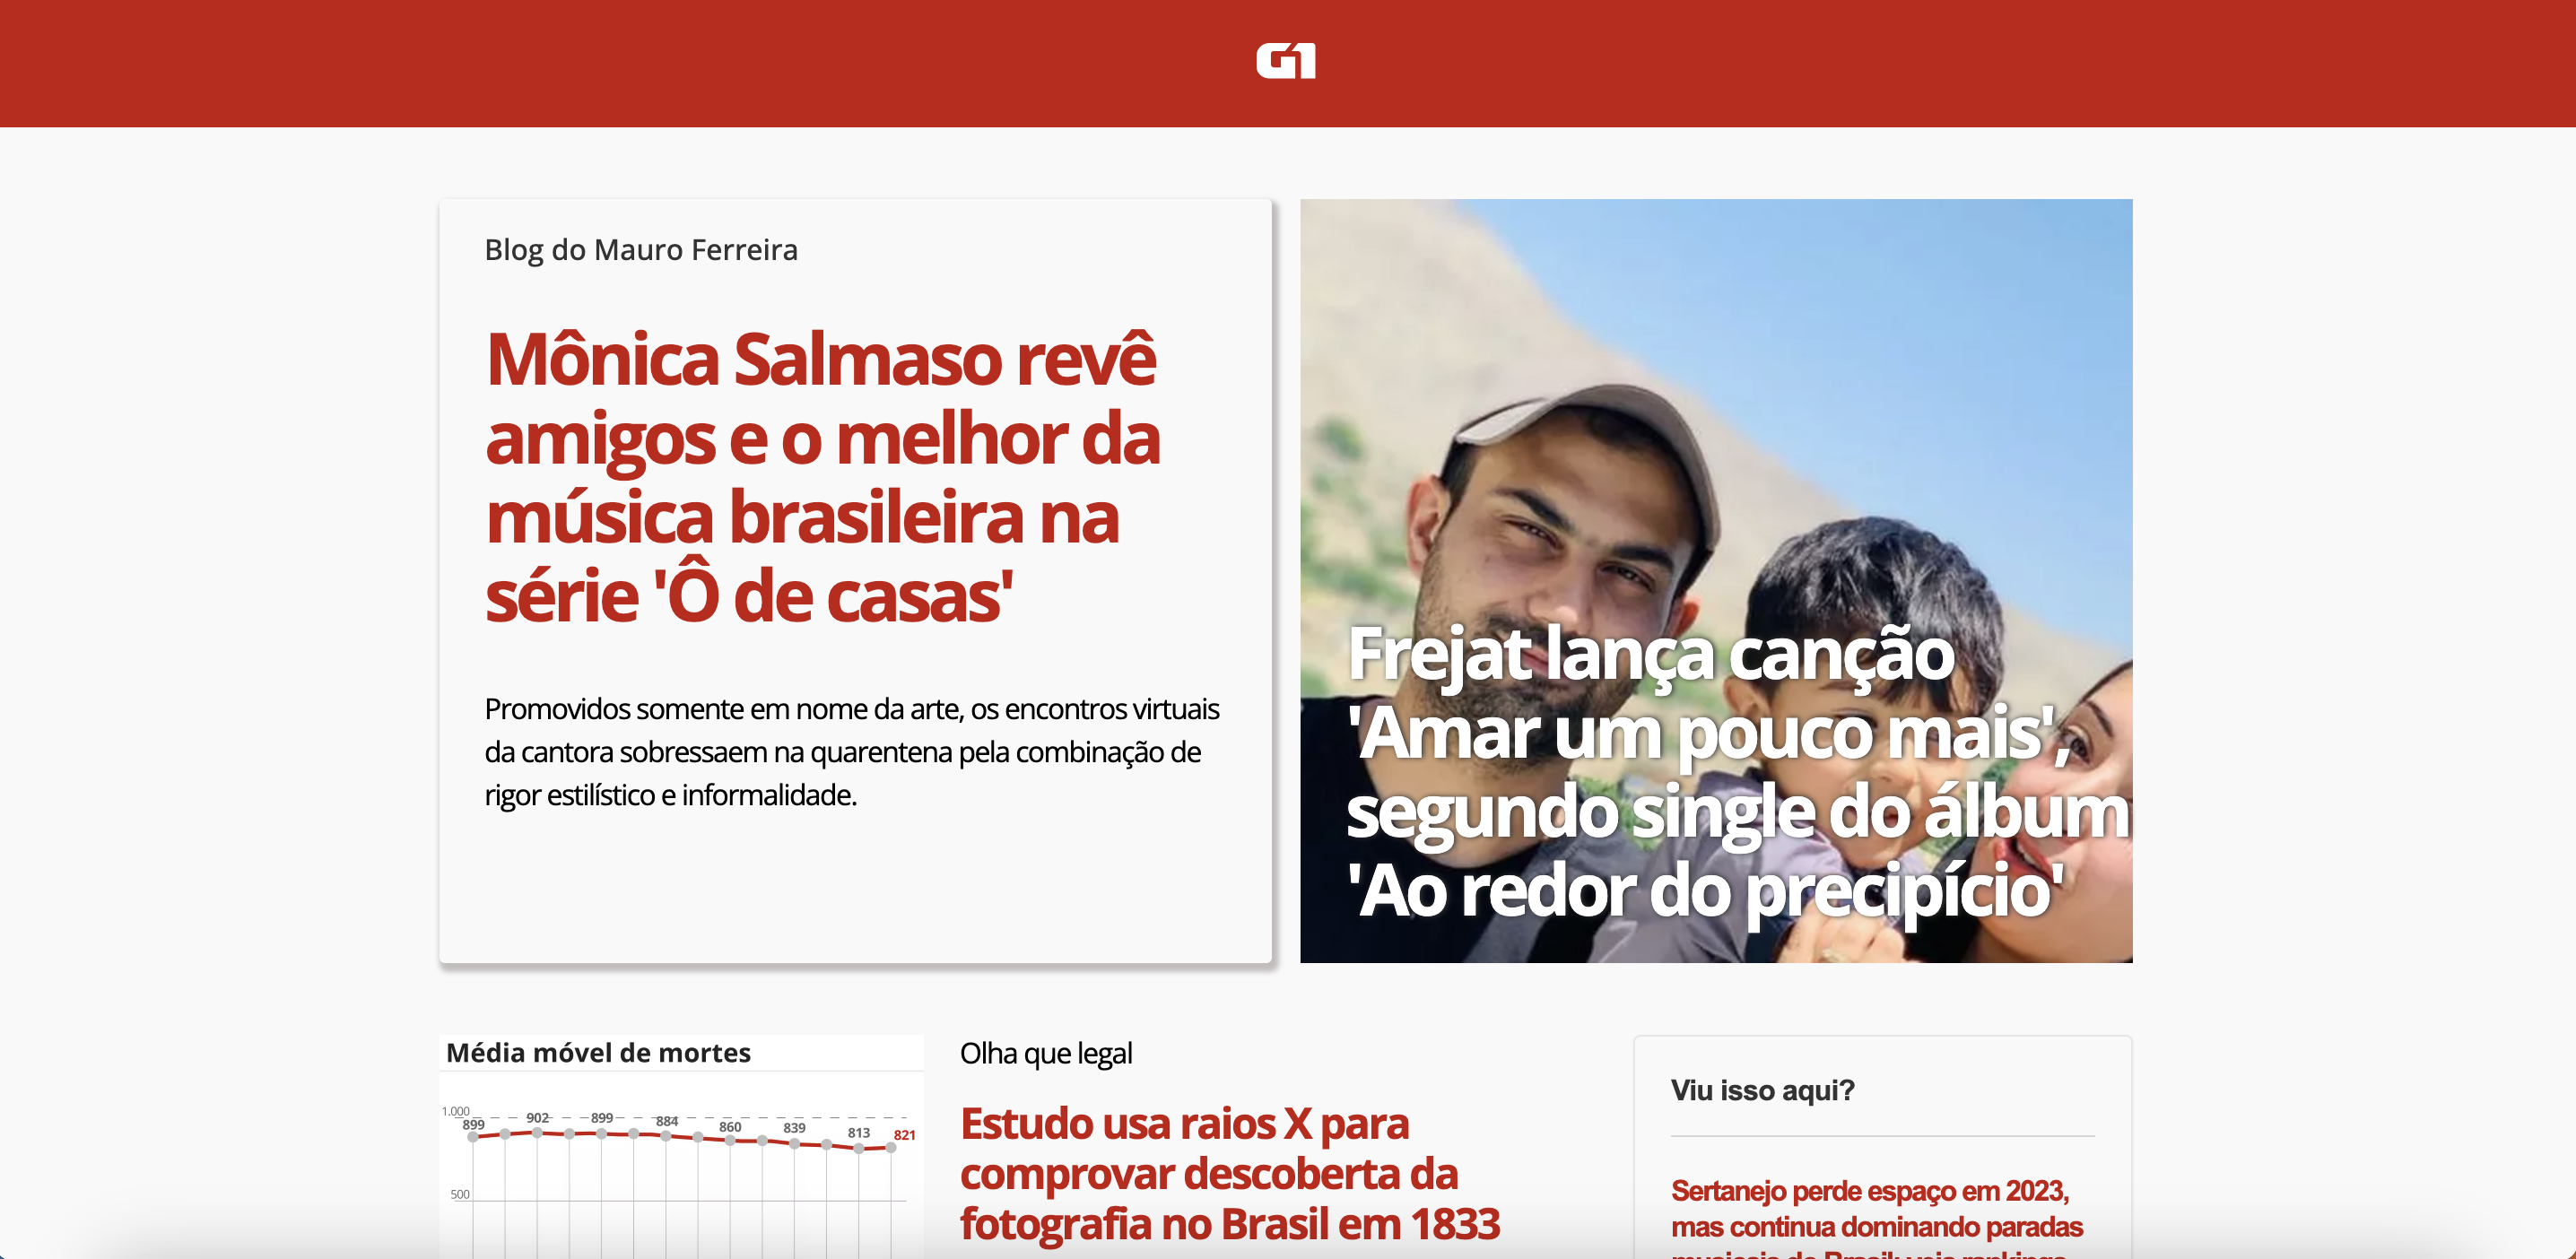 G1
Blog do Mauro Ferreira
Mônica Salmaso revê
amigos e o melhor da
música brasileira na
série 'Ô de casas'
Promovidos somente em nome da arte, os encontros virtuais
da cantora sobressaem na quarentena pela combinação de
rigor estilístico e informalidade.
Frejat lança canção
'Amar um pouco mais',
segundo single do álbum
'Ao redor do precipício'
Média móvel de mortes
1.000
899
902
899
884
860
839
813
821
500
Olha que legal
Estudo usa raios X para
comprovar descoberta da
fotografia no Brasil em 1833
Viu isso aqui?
Sertanejo perde espaço em 2023,
mas continua dominando paradas